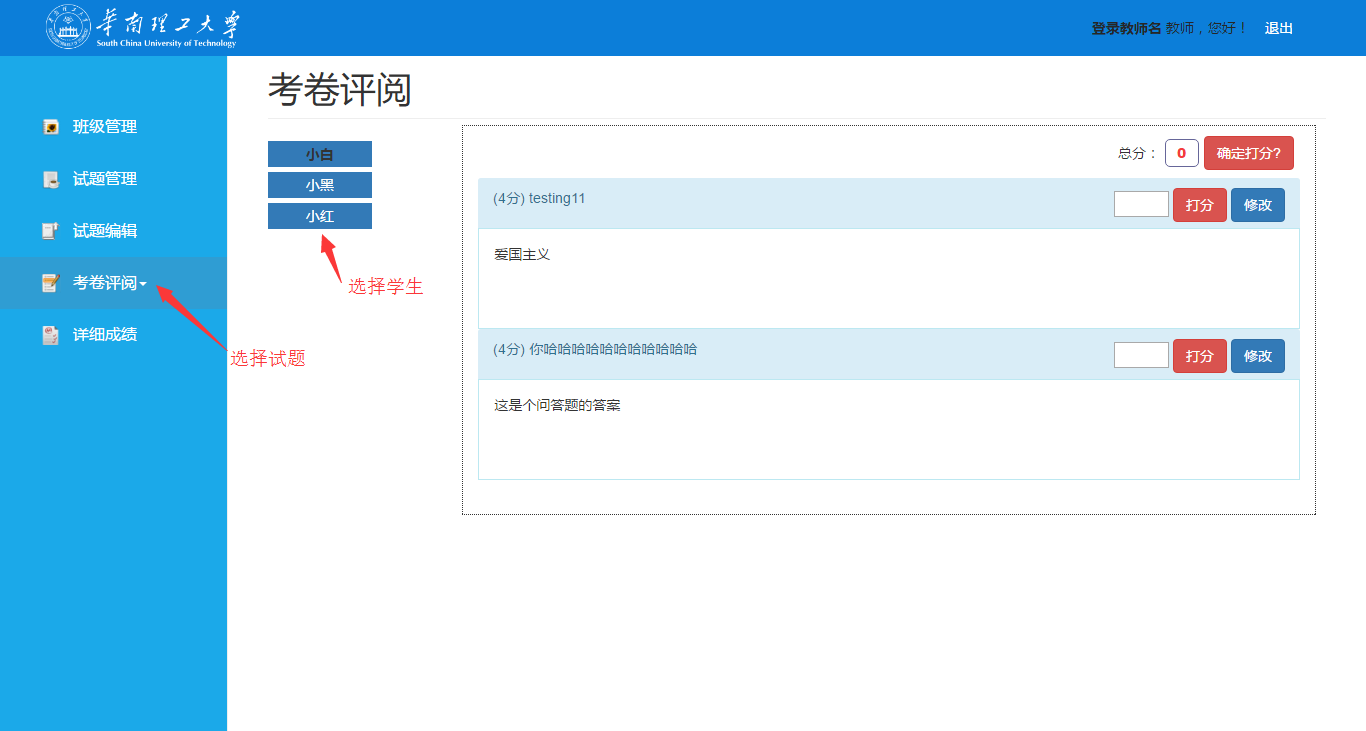 華南理工大學
South China University of Technology
登录教师名 教师，您好！ 退出
班级管理
试题管理
试题编辑
考卷评阅
详细成绩
选择试题
考卷评阅
小白
小黑
小红
选择学生
总分： 0 确定打分?
(4分) testing11 打分 修改
爱国主义
(4分) 你哈哈哈哈哈哈哈哈哈哈哈 打分 修改
这是个问答题的答案